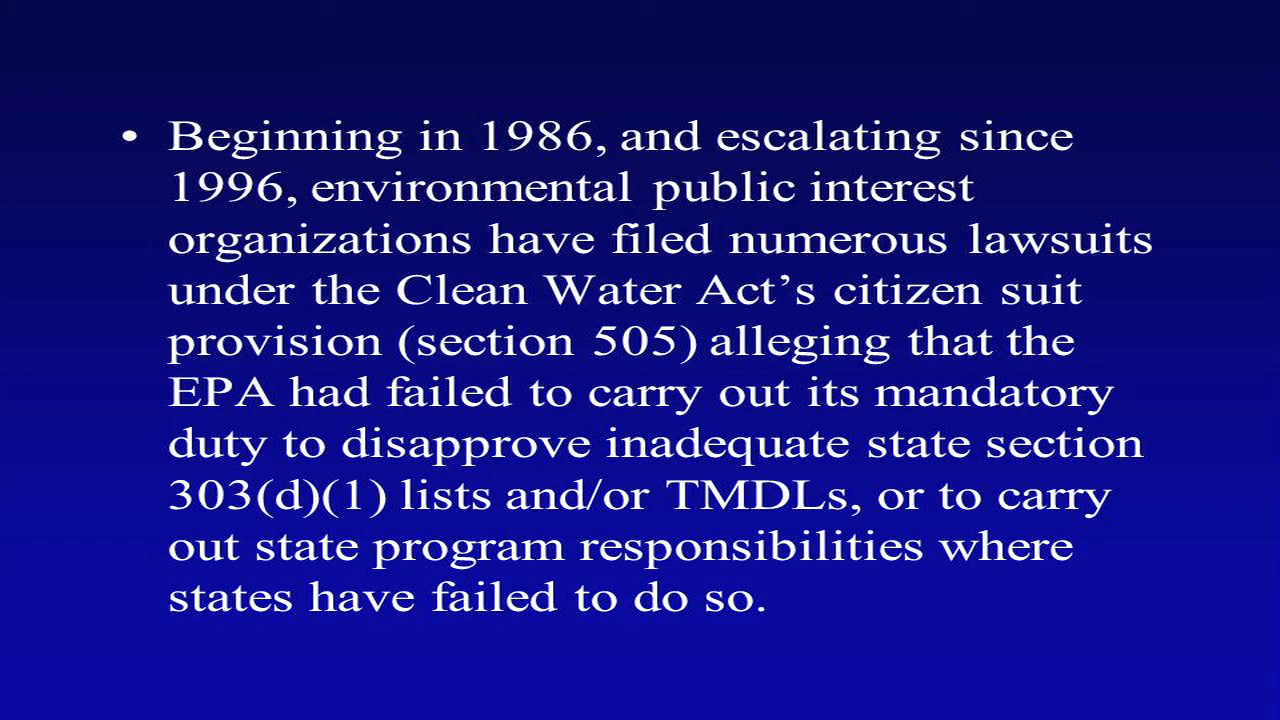 • Beginning in 1986, and escalating since
1996, environmental public interest
organizations have filed numerous lawsuits
under the Clean Water Act’s citizen suit
provision (section 505) alleging that the
EPA had failed to carry out its mandatory
duty to disapprove inadequate state section
303(d)(1) lists and/or TMDLs, or to carry
out state program responsibilities where
states have failed to do so.